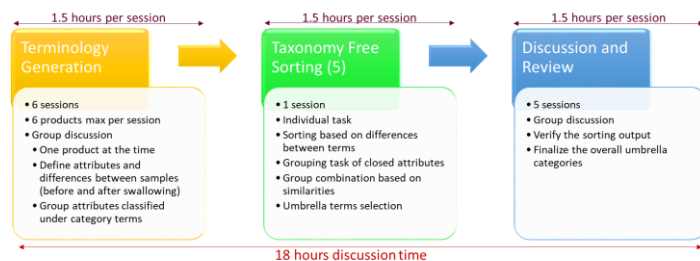 1.5 hours per session
1.5 hours per session
1.5 hours per session
Terminology
Generation
• 6 sessions
• 6 products max per session
• Group discussion
• One product at the time
• Define attributes and
differences between samples
(before and after swallowing)
• Group attributes classified
under category terms
Taxonomy Free
Sorting (5)
• 1 session
• Individual task
• Sorting based on differences
between terms
• Grouping task of closed attributes
• Group combination based on
similarities
• Umbrella terms selection
Discussion and
Review
• 5 sessions
• Group discussion
• Verify the sorting output
• Finalize the overall umbrella
categories
18 hours discussion time